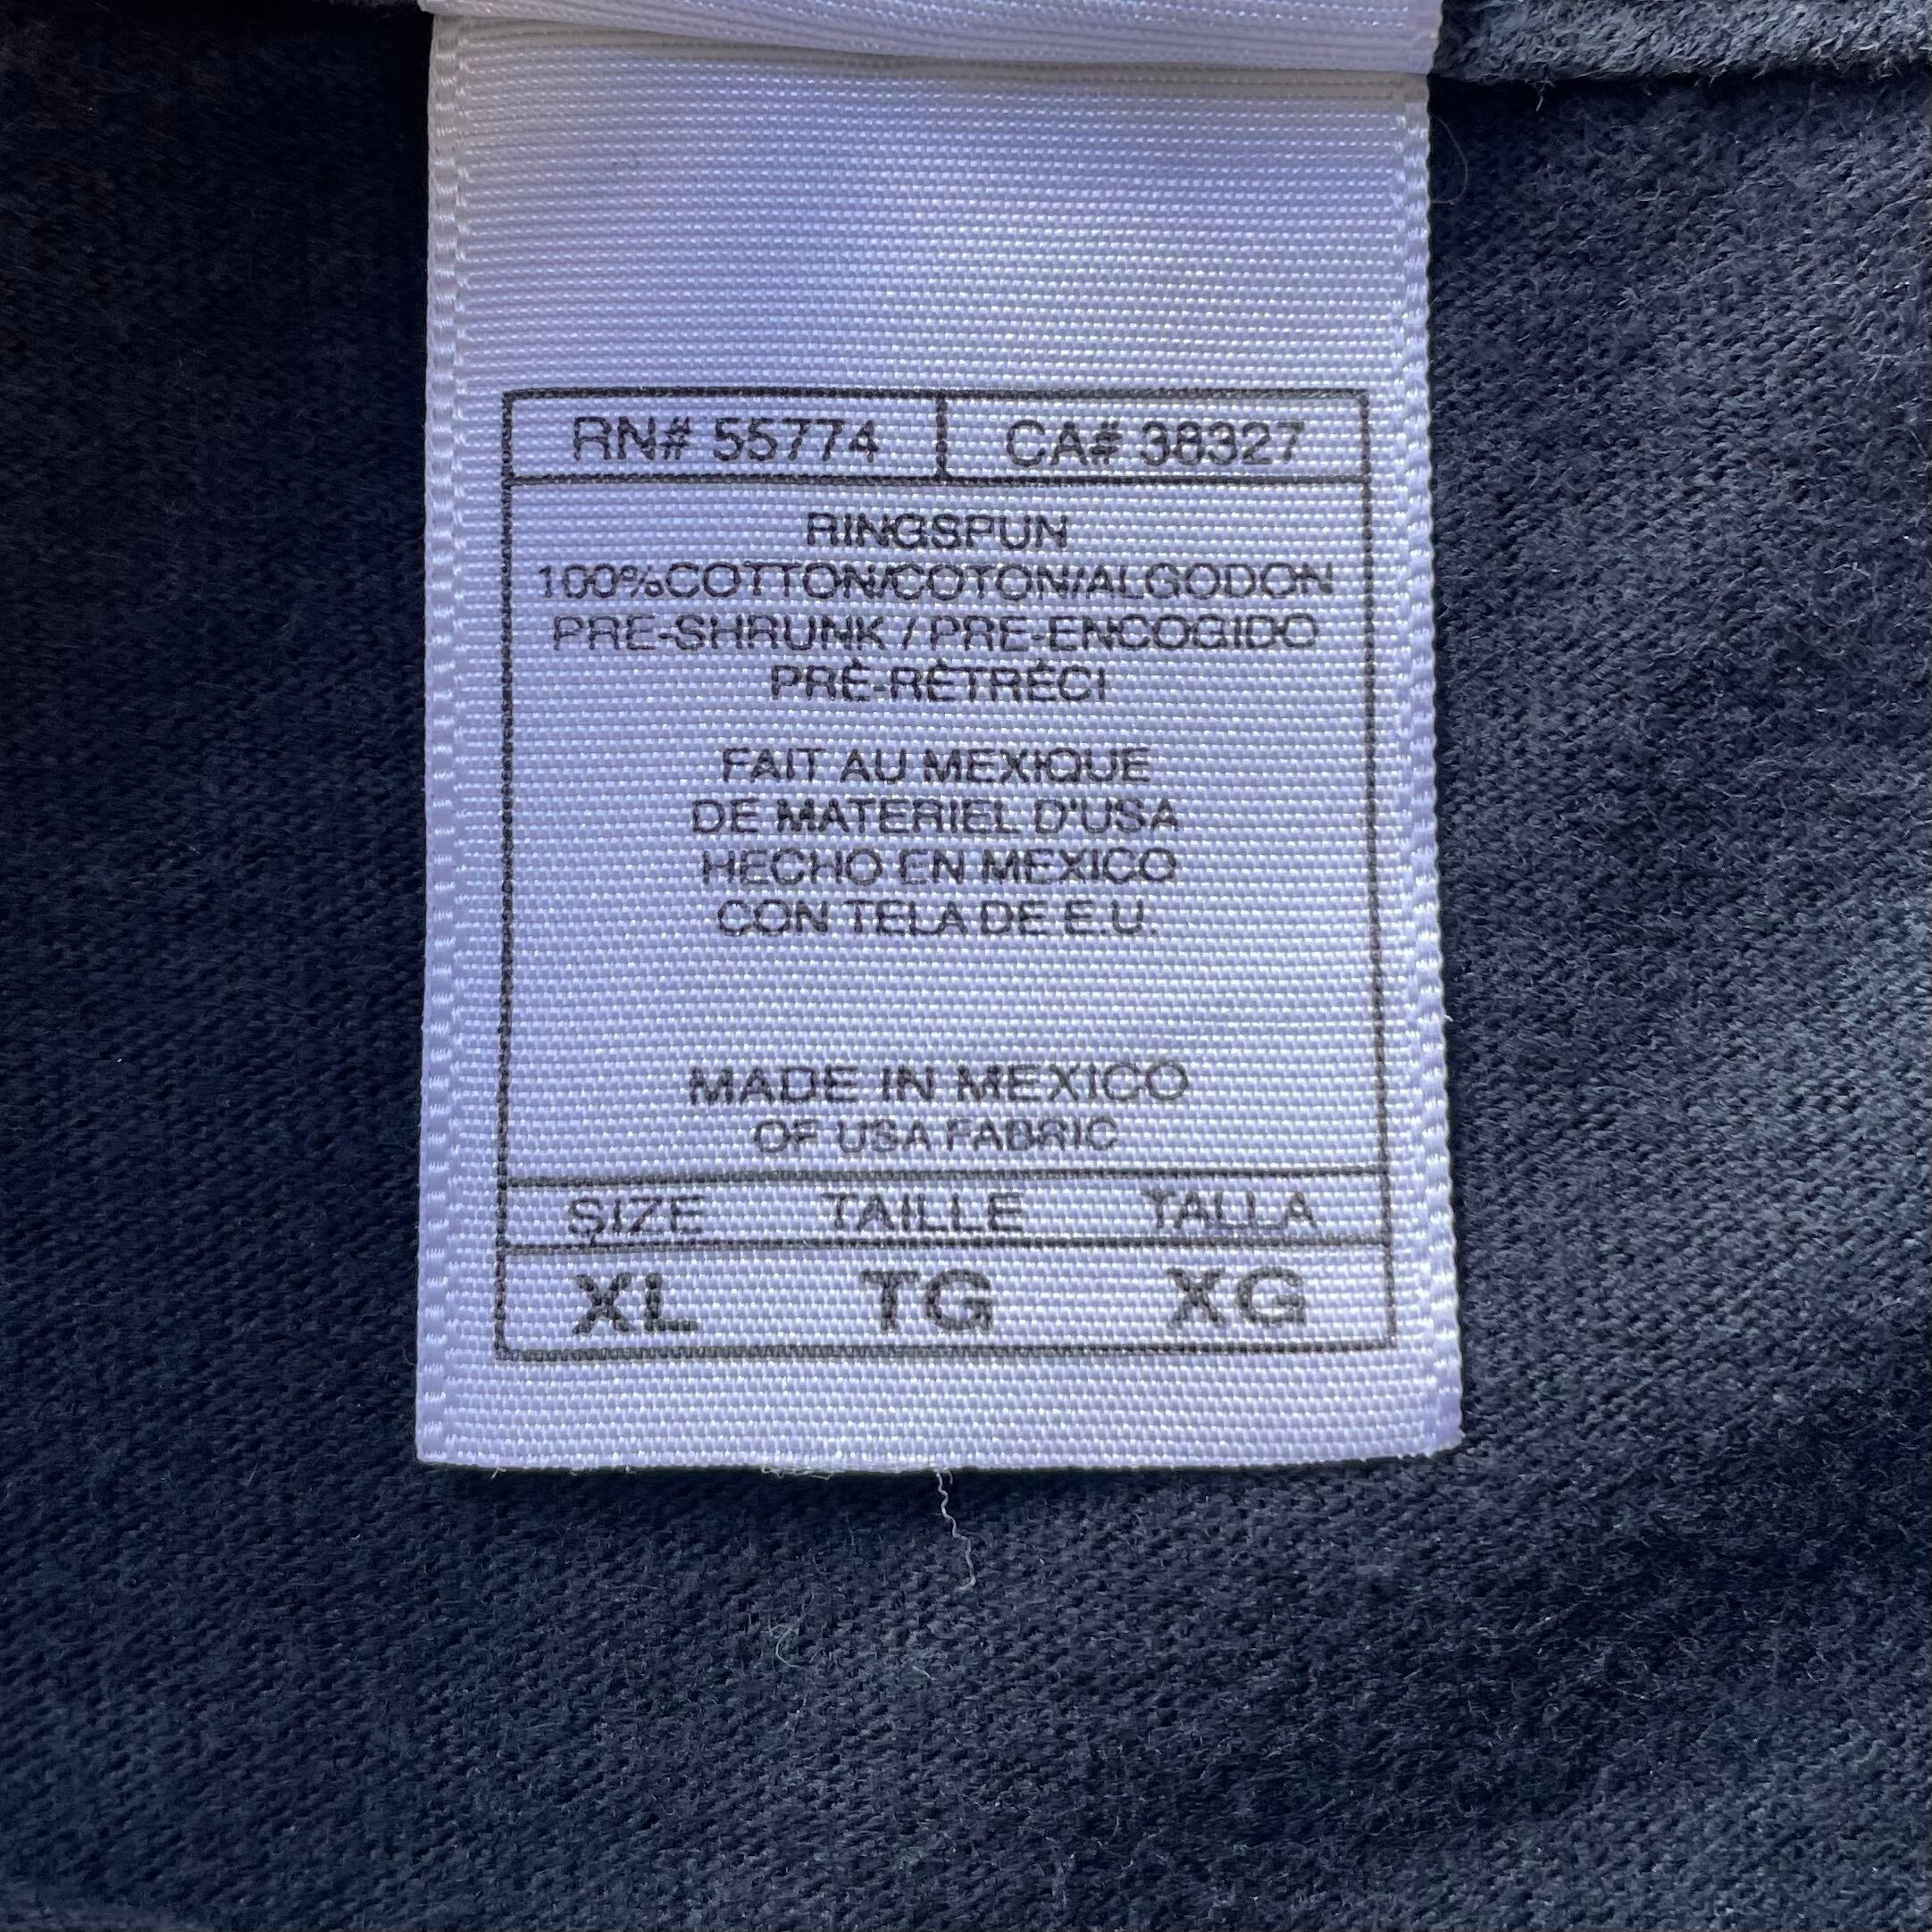 RN# 55774 CA# 38327
RINGSPUN
100%COTTON/COTON/ALGODON
PRE-SHRUNK / PRE-ENCOGIDO
PRÉ-RÉTRÉCI
FAIT AU MEXIQUE
DE MATERIEL D'USA
HECHO EN MEXICO
CON TELA DE E.U.
MADE IN MEXICO
OF USA FABRIC
SIZE TAILLE TALLA
XL TG XG